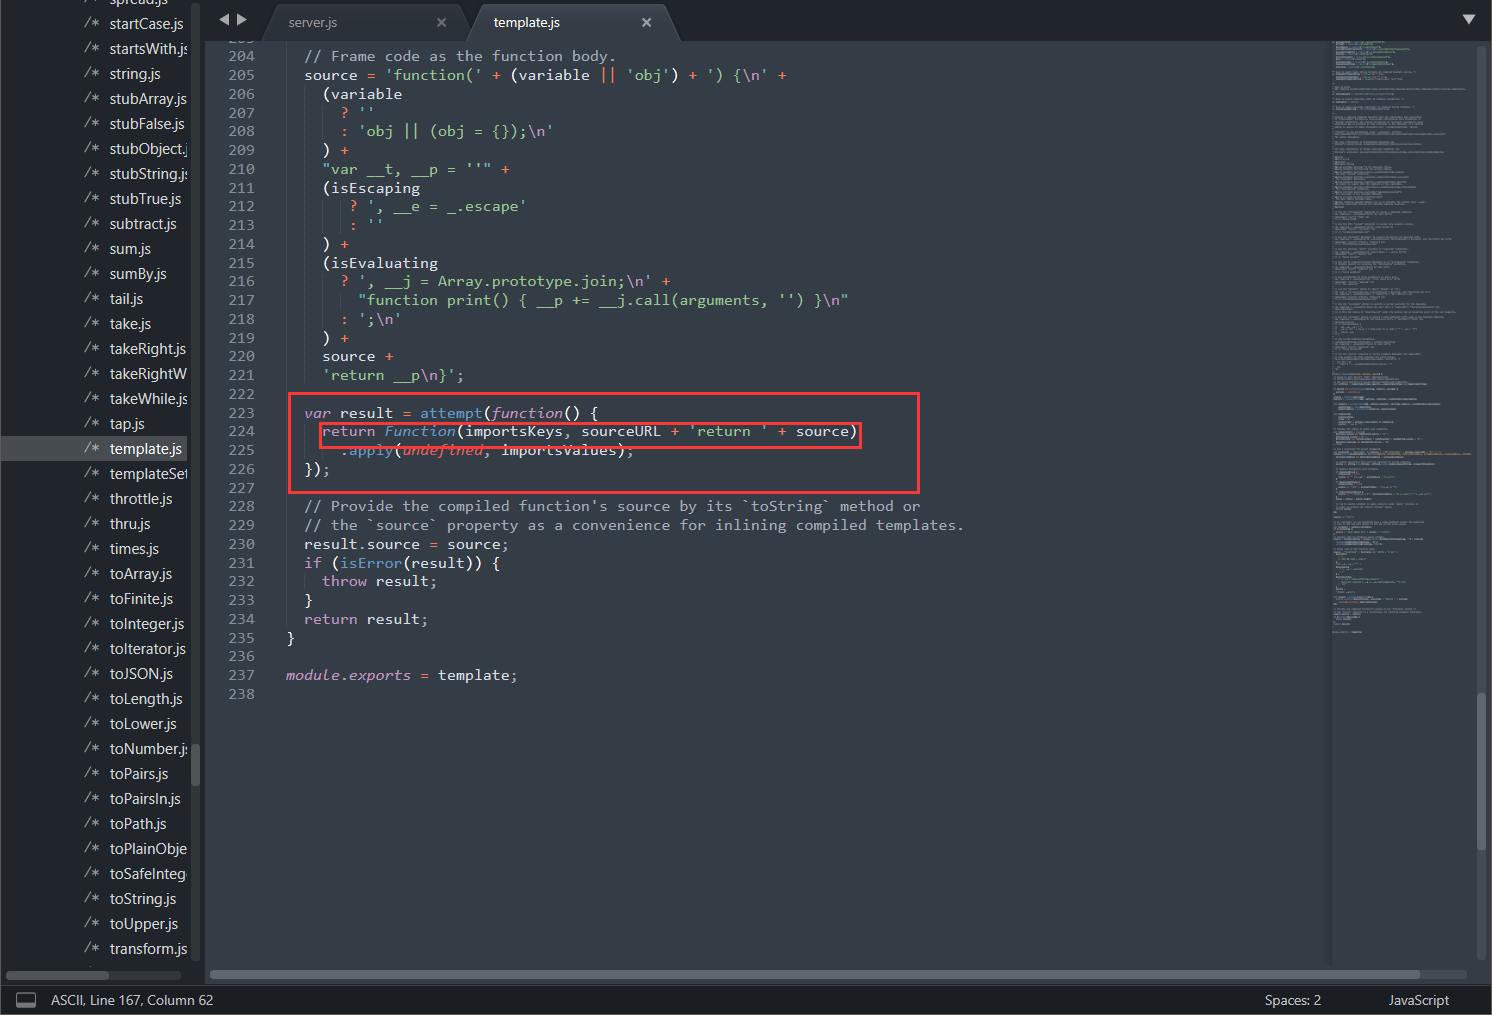 spread.js
/* startCase.js
/* startsWith.js
/* string.js
/* stubArray.js
/* stubFalse.js
/* stubObject.j
/* stubString.js
/* stubTrue.js
/* subtract.js
/* sum.js
/* sumBy.js
/* tail.js
/* take.js
/* takeRight.js
/* takeRightW
/* takeWhile.js
/* tap.js
/* template.js
/* templateSet
/* throttle.js
/* thru.js
/* times.js
/* toArray.js
/* toFinite.js
/* toInteger.js
/* toIterator.js
/* toJSON.js
/* toLength.js
/* toLower.js
/* toNumber.js
/* toPairs.js
/* toPairsIn.js
/* toPath.js
/* toPlainObje
/* toSafeInteg
/* toString.js
/* toUpper.js
/* transform.js
server.js
template.js
203
204 // Frame code as the function body.
205 source = 'function(' + (variable || 'obj') + ') {\n' +
206 (variable
207 ? ''
208 : 'obj || (obj = {});\n'
209 ) +
210 "var __t, __p = ''" +
211 (isEscaping
212 ? ', __e = _.escape'
213 : ''
214 ) +
215 (isEvaluating
216 ? ', __j = Array.prototype.join;\n' +
217 "function print() { __p += __j.call(arguments, '') }\n"
218 : ';\n'
219 ) +
220 source +
221 'return __p\n}';
222
223 var result = attempt(function() {
224 return Function(importsKeys, sourceURL + 'return ' + source)
225 .apply(undefined, importsValues);
226 });
227
228 // Provide the compiled function's source by its `toString` method or
229 // the `source` property as a convenience for inlining compiled templates.
230 result.source = source;
231 if (isError(result)) {
232 throw result;
233 }
234 return result;
235 }
236
237 module.exports = template;
238
ASCII, Line 167, Column 62
Spaces: 2
JavaScript